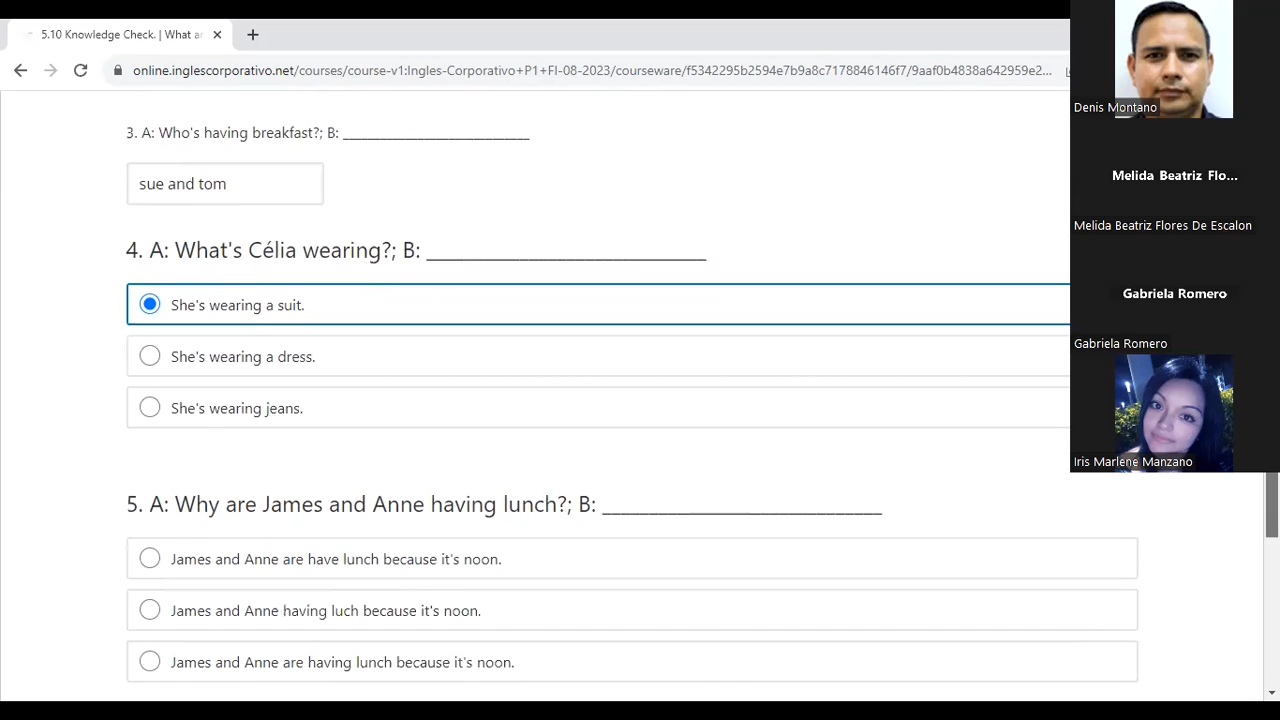 5.10 Knowledge Check. | What ar
online.inglescorporativo.net/courses/course-v1:Ingles-Corporativo+P1+FI-08-2023/courseware/f5342295b2594e7b9a8c7178846146f7/9aaf0b4838a642959e2...
3. A: Who's having breakfast?; B: ___________________________
sue and tom
4. A: What's Célia wearing?; B: ___________________________
She's wearing a suit.
She's wearing a dress.
She's wearing jeans.
5. A: Why are James and Anne having lunch?; B: ___________________________
James and Anne are have lunch because it's noon.
James and Anne having luch because it's noon.
James and Anne are having lunch because it's noon.
Denis Montano
Melida Beatriz Flo...
Melida Beatriz Flores De Escalon
Gabriela Romero
Gabriela Romero
Iris Marlene Manzano